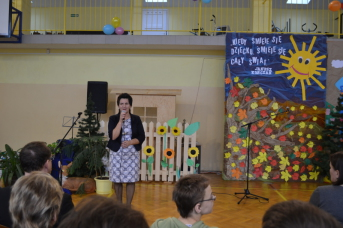 KIEDY ŚMIEJE SIĘ
DZIECKO ŚMIEJE SIĘ
CAŁY ŚWIAT